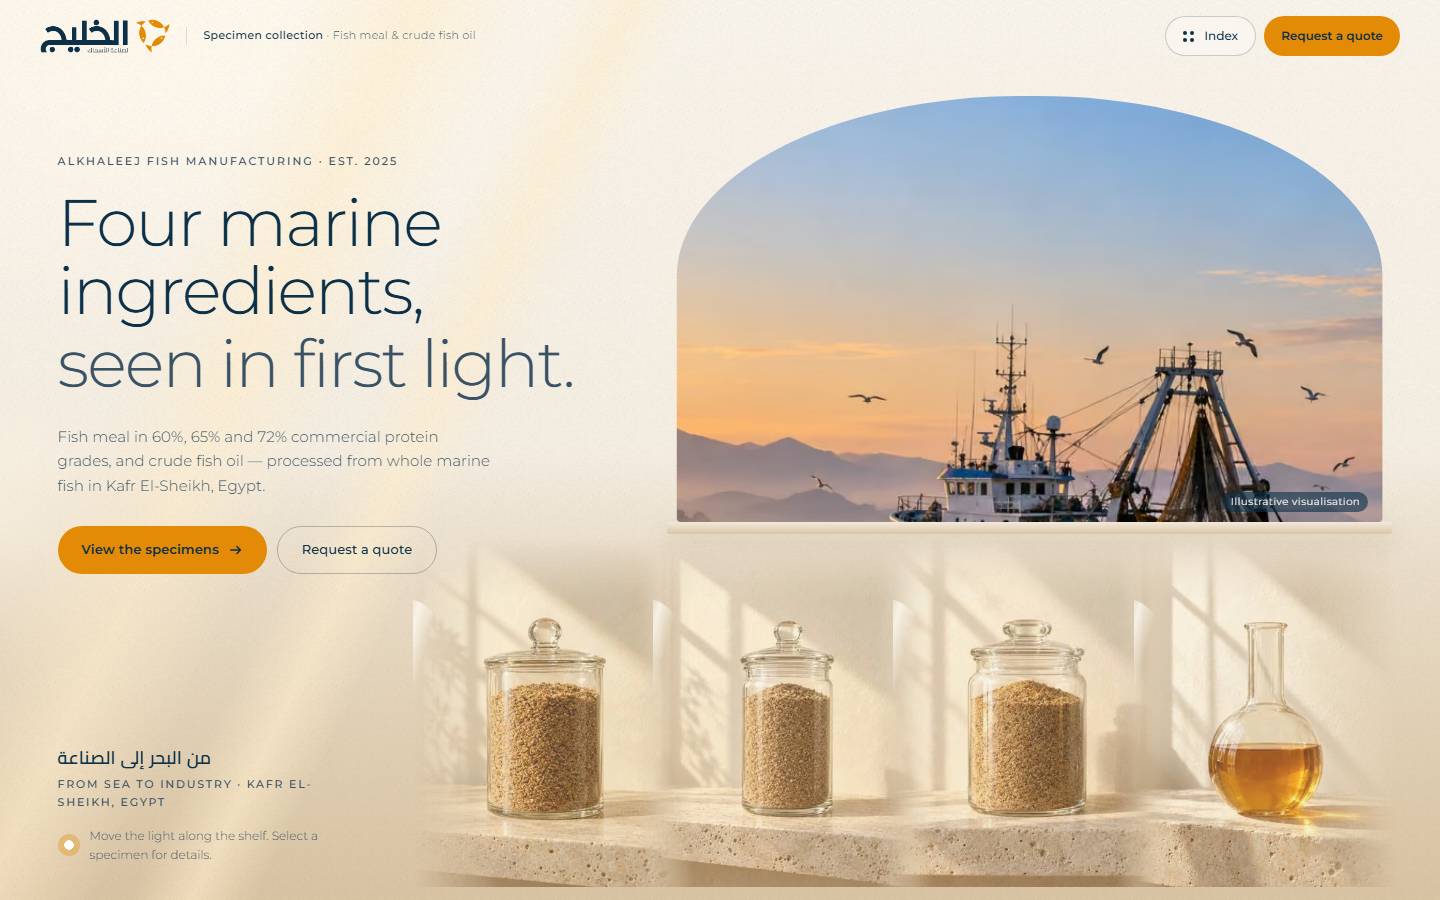 الخليج
لصناعة الأسماك
Specimen collection · Fish meal & crude fish oil
Index
Request a quote
ALKHALEEJ FISH MANUFACTURING · EST. 2025
Four marine
ingredients,
seen in first light.
Fish meal in 60%, 65% and 72% commercial protein
grades, and crude fish oil — processed from whole marine
fish in Kafr El-Sheikh, Egypt.
View the specimens →
Request a quote
Illustrative visualisation
من البحر إلى الصناعة
FROM SEA TO INDUSTRY · KAFR EL-
SHEIKH, EGYPT
Move the light along the shelf. Select a
specimen for details.